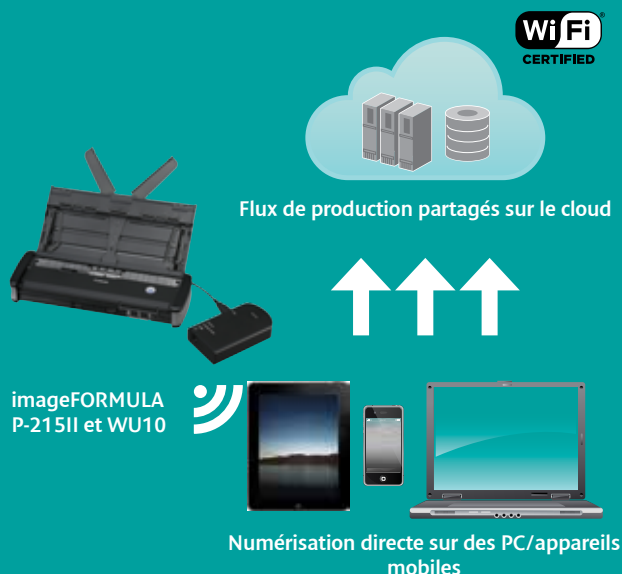 Wi Fi
CERTIFIED
Flux de production partagés sur le cloud
imageFORMULA
P-215II et WU10
Numérisation directe sur des PC/appareils
mobiles